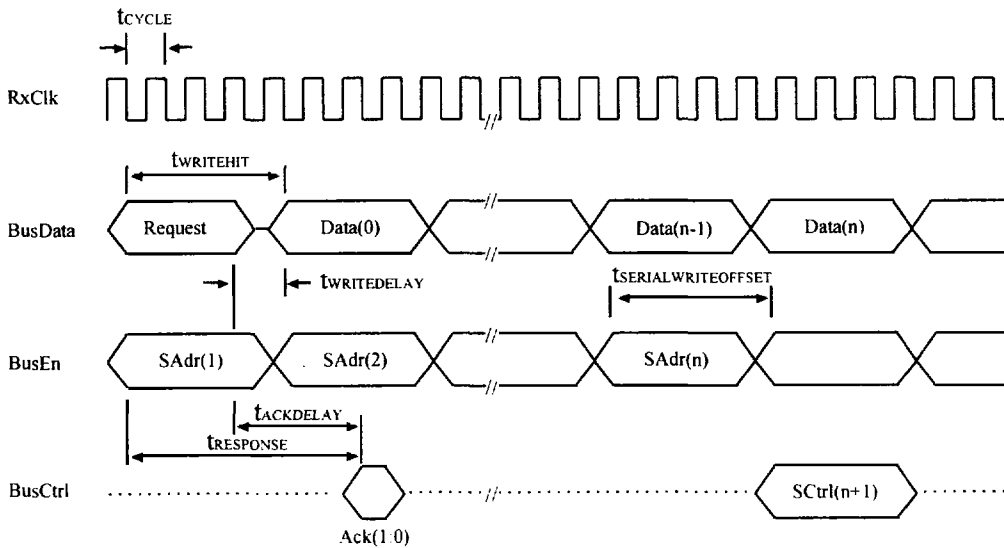 tCYCLE
RxClk
//
tWRITEHIT
BusData Request Data(0) // Data(n-1) Data(n)
tWRITEDELAY tSERIALWRITEOFFSET
BusEn SAdr(1) SAdr(2) // SAdr(n)
tACKDELAY
tRESPONSE
BusCtrl // SCtrl(n+1)
Ack(1:0)